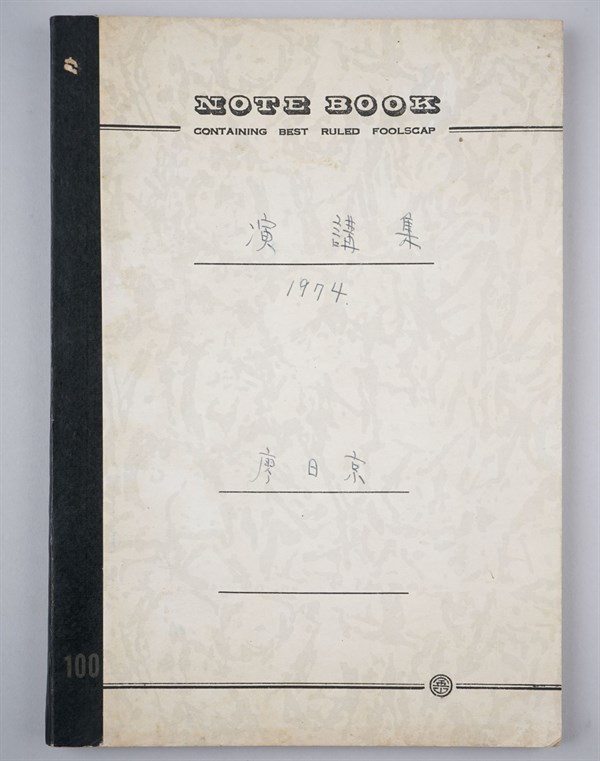 NOTE BOOK
CONTAINING BEST RULED FOOLSCAP
演講集
1974.
廖日京
100